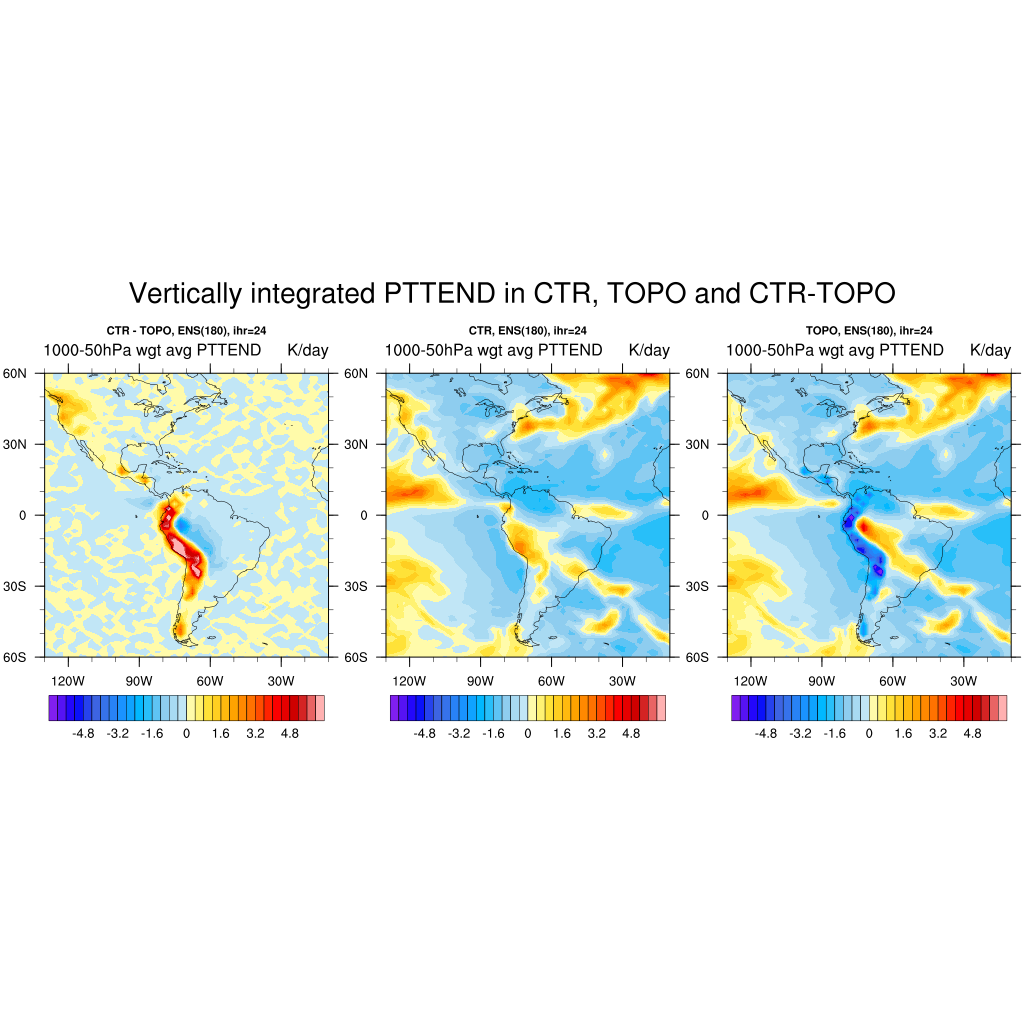 Vertically integrated PTTEND in CTR, TOPO and CTR-TOPO
CTR - TOPO, ENS(180), ihr=24
1000-50hPa wgt avg PTTEND K/day
60N
30N
0
30S
60S
120W 90W 60W 30W
-4.8 -3.2 -1.6 0 1.6 3.2 4.8
CTR, ENS(180), ihr=24
1000-50hPa wgt avg PTTEND K/day
60N
30N
0
30S
60S
120W 90W 60W 30W
-4.8 -3.2 -1.6 0 1.6 3.2 4.8
TOPO, ENS(180), ihr=24
1000-50hPa wgt avg PTTEND K/day
60N
30N
0
30S
60S
120W 90W 60W 30W
-4.8 -3.2 -1.6 0 1.6 3.2 4.8